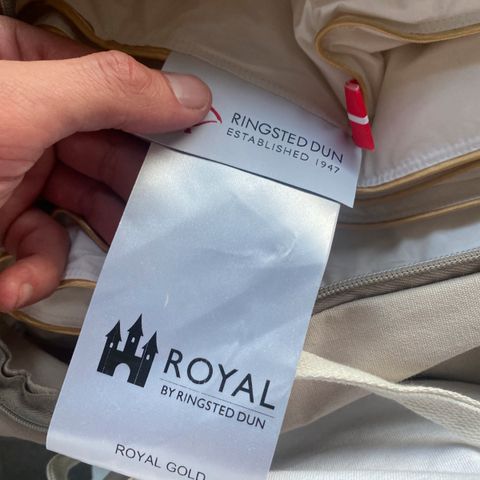 RINGSTED DUN
ESTABLISHED 1947
ROYAL
BY RINGSTED DUN
ROYAL GOLD